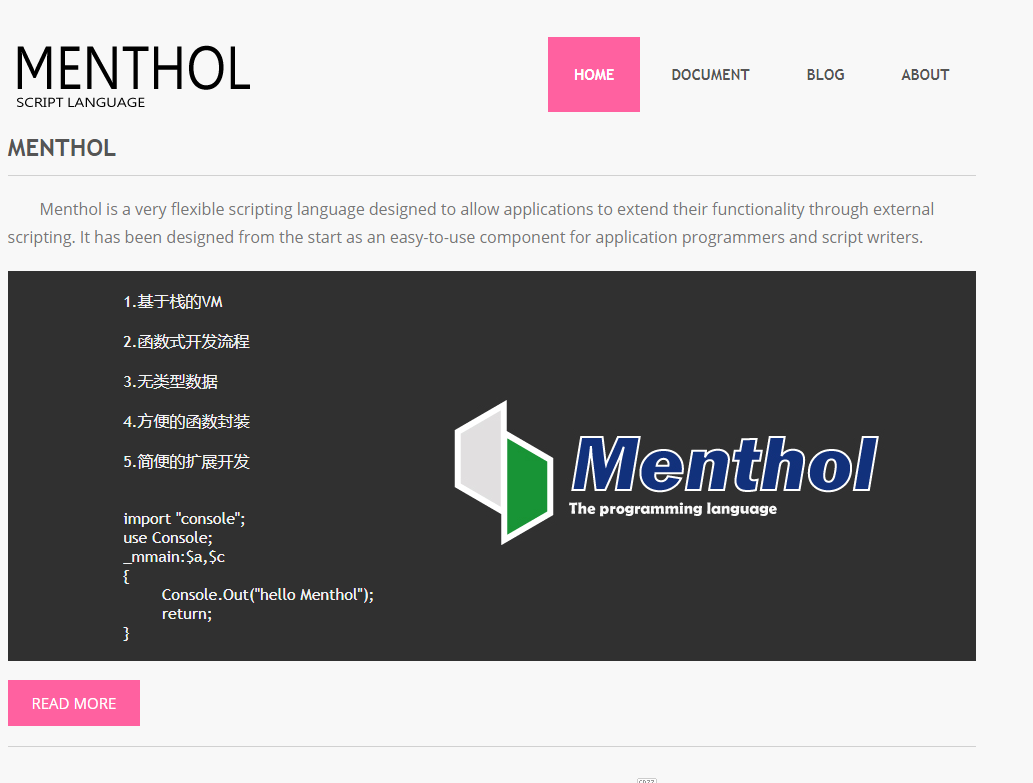 MENTHOL
SCRIPT LANGUAGE
HOME
DOCUMENT
BLOG
ABOUT
MENTHOL
Menthol is a very flexible scripting language designed to allow applications to extend their functionality through external
scripting. It has been designed from the start as an easy-to-use component for application programmers and script writers.
1.基于栈的VM
2.函数式开发流程
3.无类型数据
4.方便的函数封装
5.简便的扩展开发
import "console";
use Console;
_mmain:$a,$c
{
Console.Out("hello Menthol");
return;
}
Menthol
The programming language
READ MORE